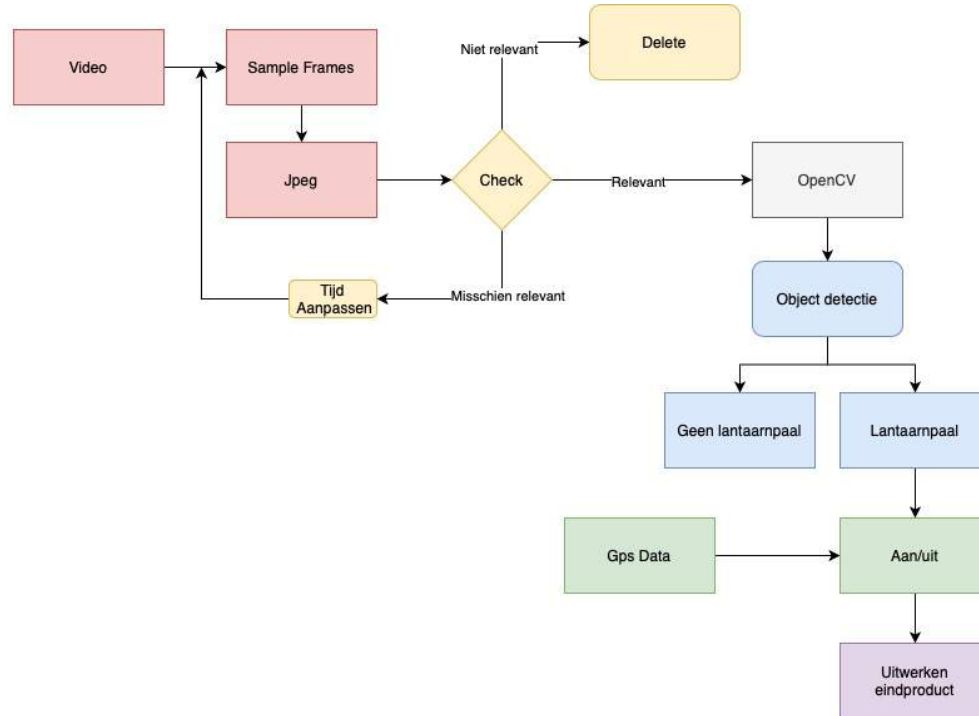 Video
Sample Frames
Niet relevant
Delete
Jpeg
Check
Relevant
OpenCV
Tijd
Aanpassen
Misschien relevant
Object detectie
Geen lantaarnpaal
Lantaarnpaal
Gps Data
Aan/uit
Uitwerken
eindproduct